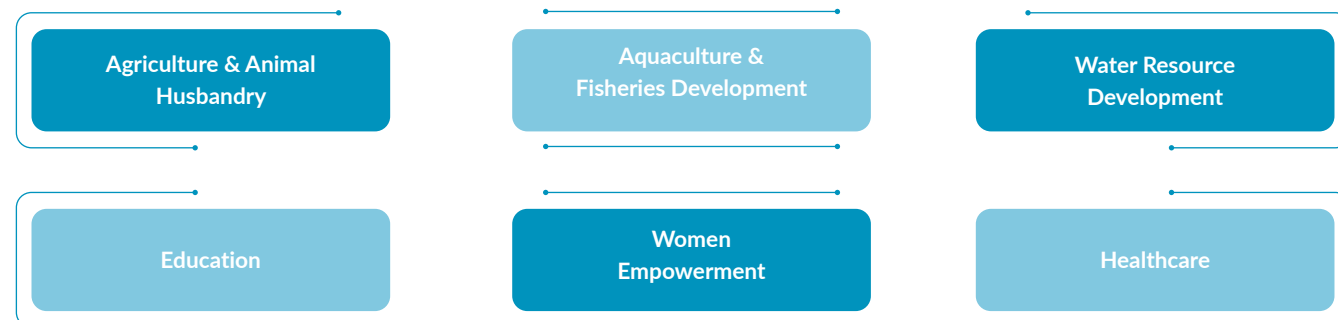 Agriculture & Animal
Husbandry
Aquaculture &
Fisheries Development
Water Resource
Development
Education
Women
Empowerment
Healthcare